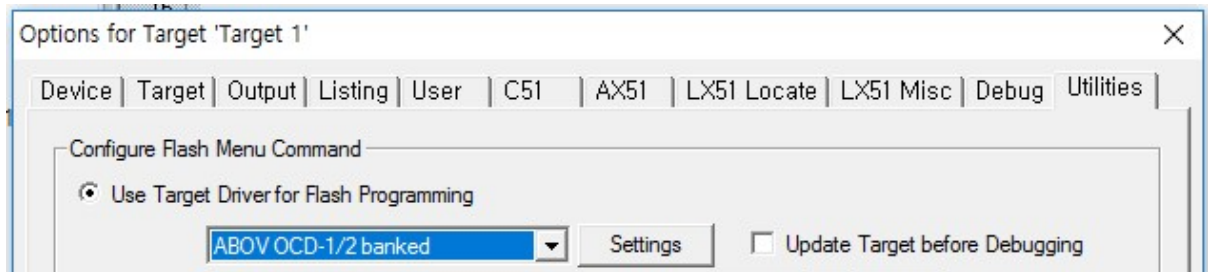 Options for Target 'Target 1'
Device | Target | Output | Listing | User | C51 | AX51 | LX51 Locate | LX51 Misc | Debug Utilities
Configure Flash Menu Command
Use Target Driver for Flash Programming
ABOV OCD-1/2 banked Settings Update Target before Debugging